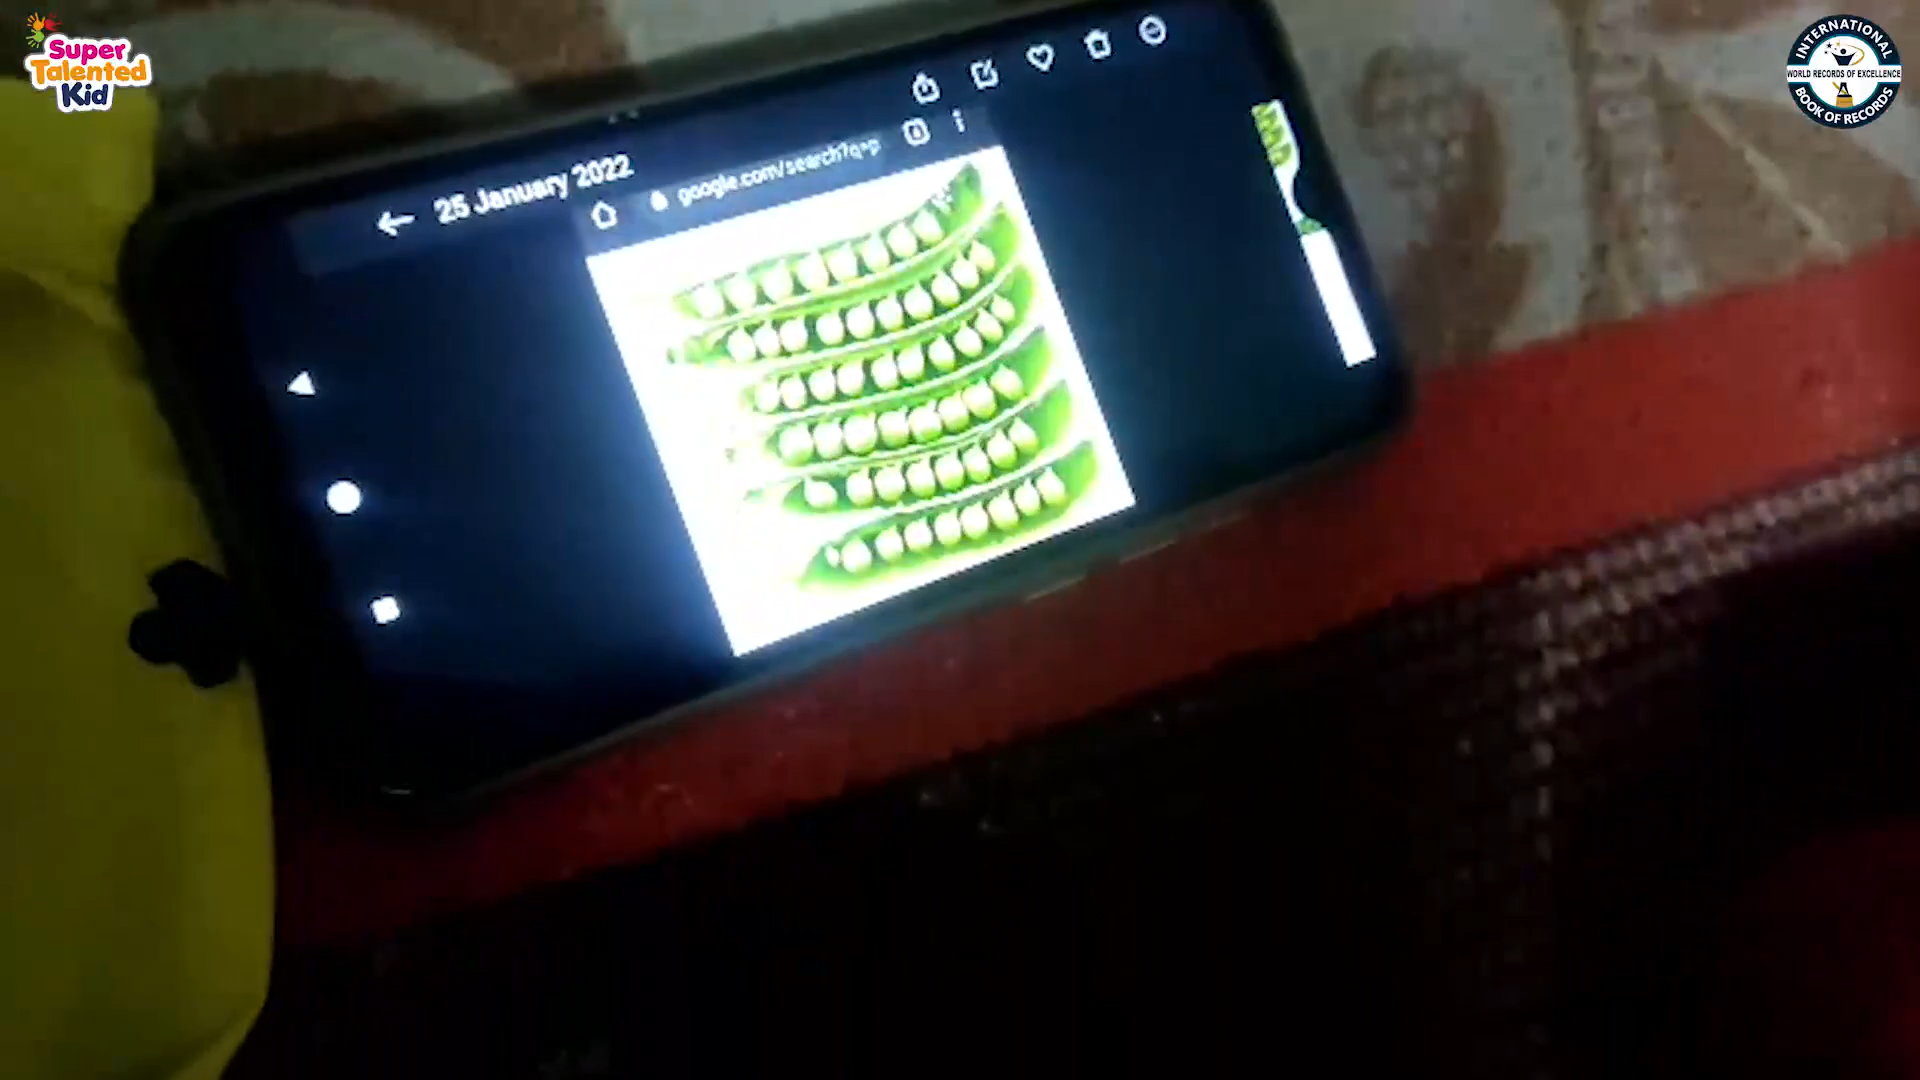 Super
Talented
Kid
INTERNATIONAL
WORLD RECORDS OF EXCELLENCE
BOOK OF RECORDS
25 January 2022
google.com/search?q=p